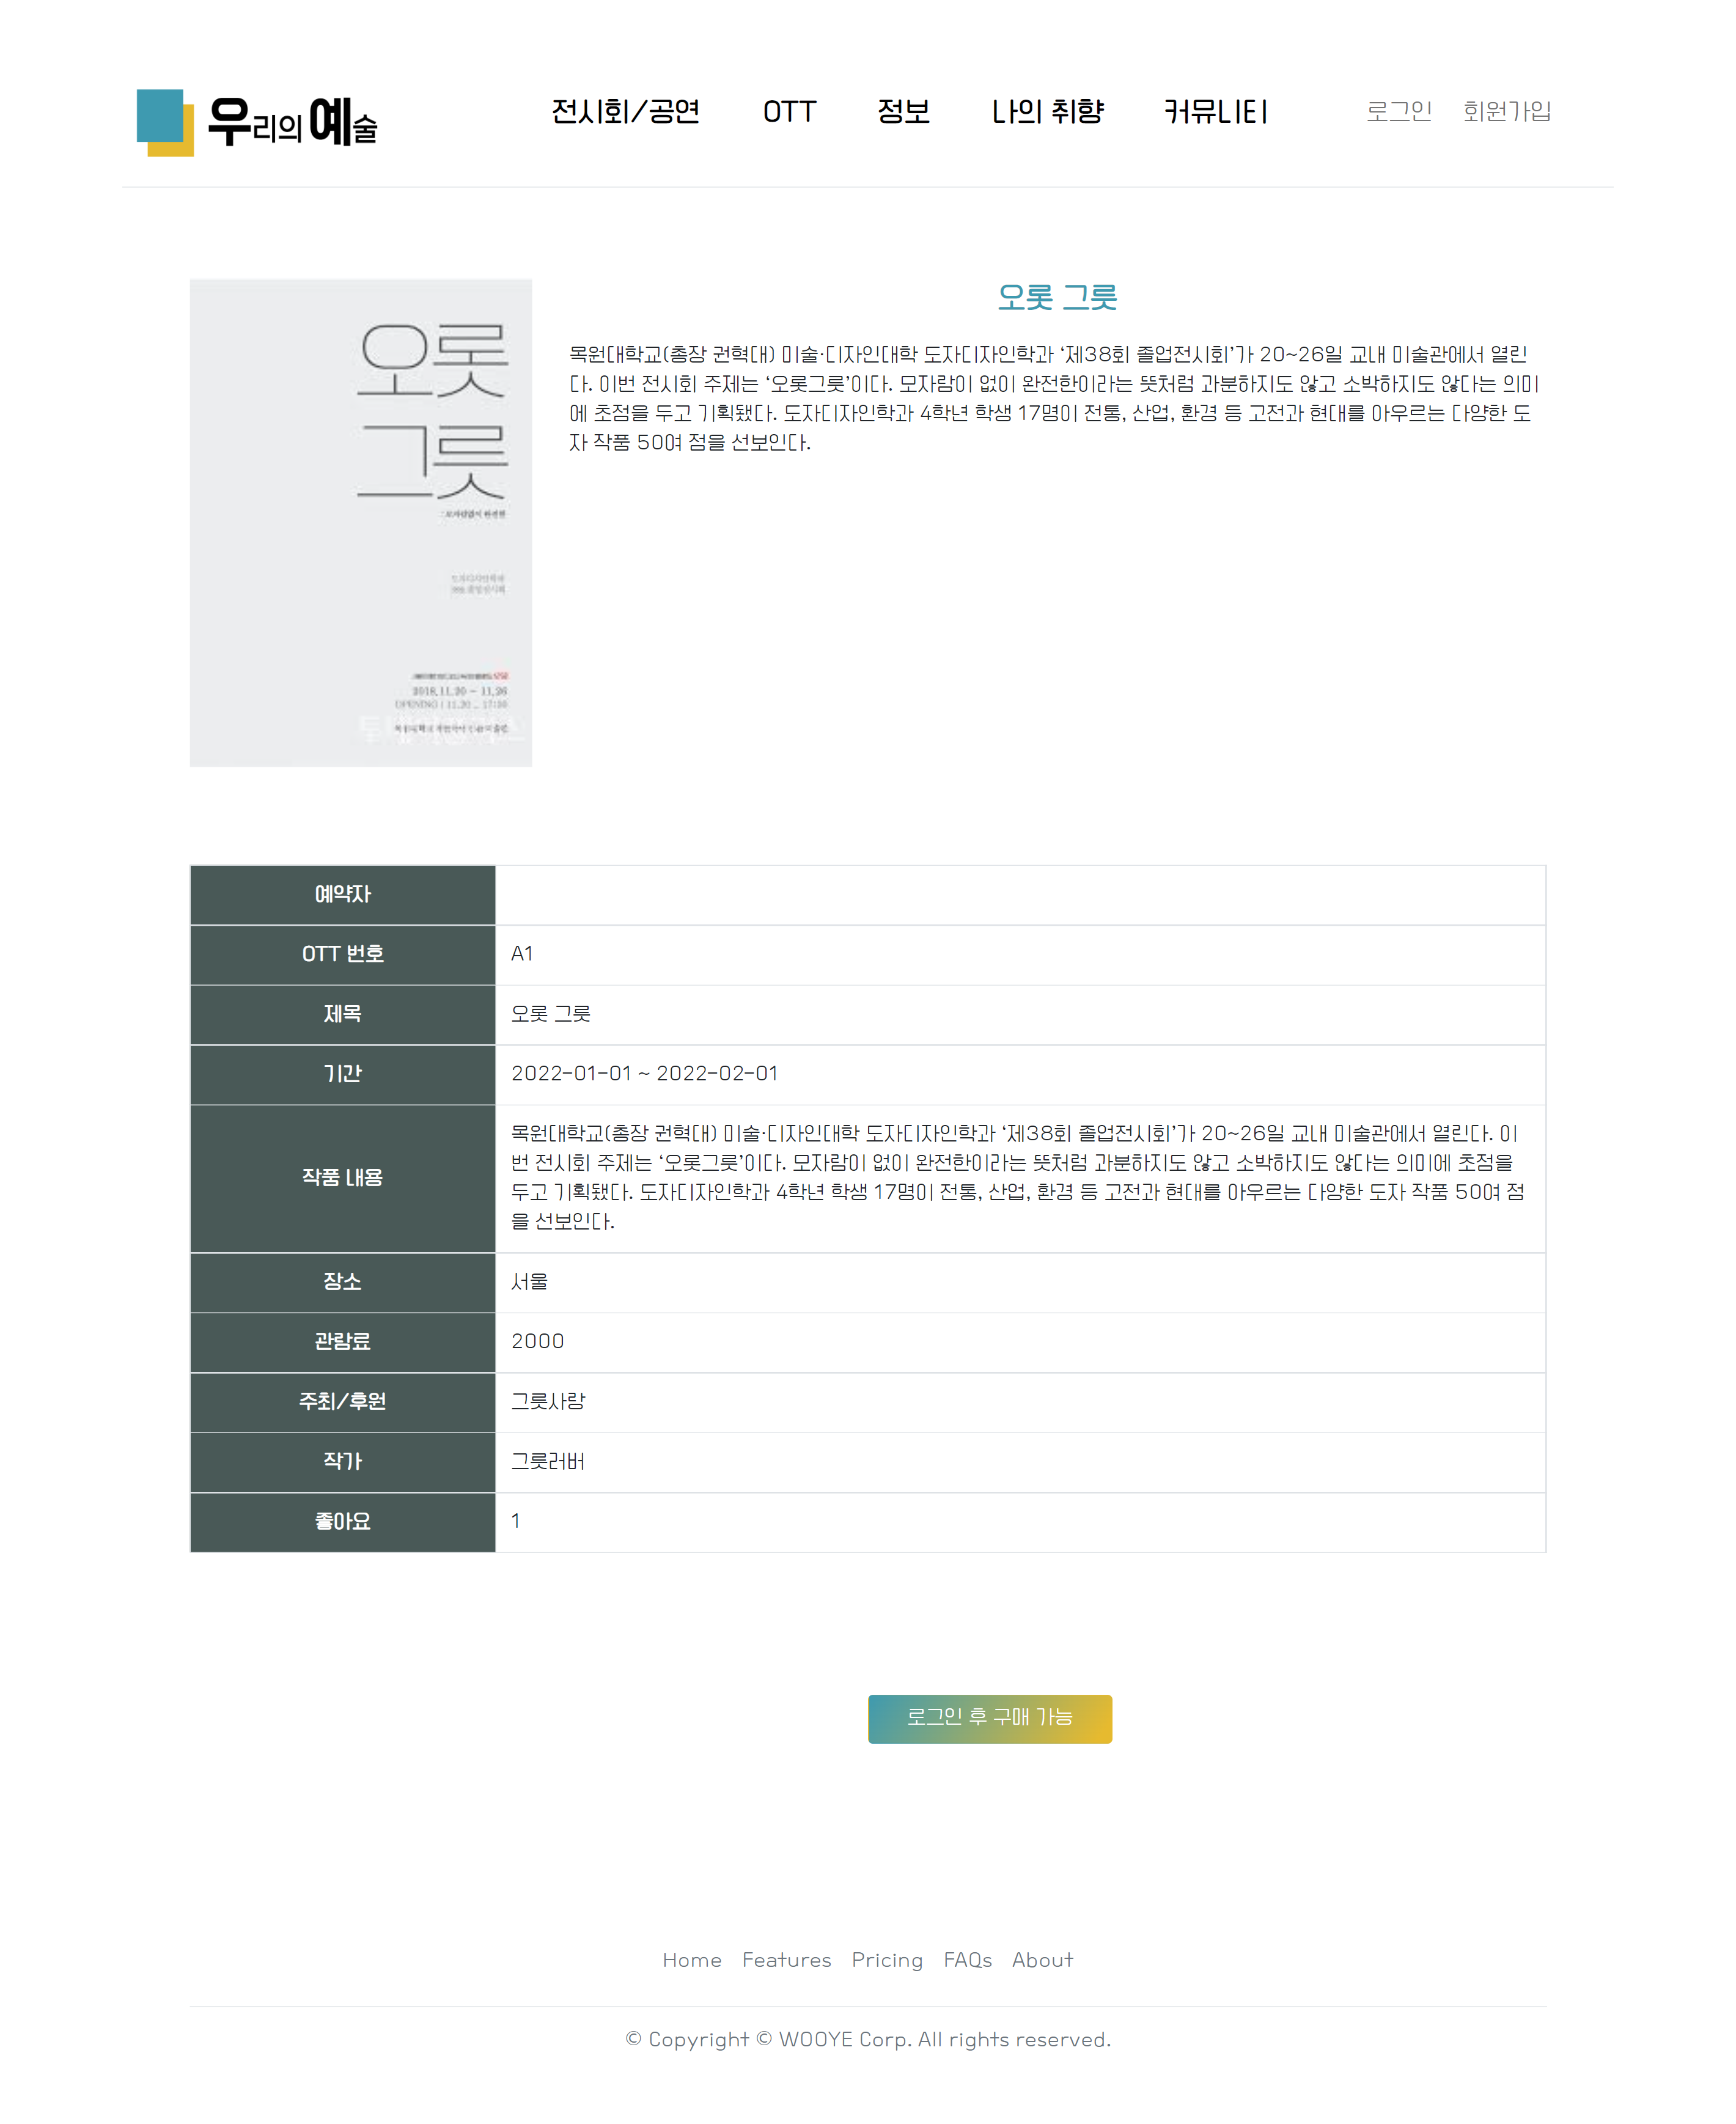 우리의 예술
전시회/공연 OTT 정보 나의 취향 커뮤니티 로그인 회원가입
오롯
그릇
2018.11.20 ~ 11.26
OPENING | 11.20 _ 17:30
오롯 그릇
목원대학교(총장 권혁대) 미술·디자인대학 도자디자인학과 ‘제38회 졸업전시회’가 20~26일 교내 미술관에서 열린
다. 이번 전시회 주제는 ‘오롯그릇’이다. 모자람이 없이 완전한이라는 뜻처럼 과분하지도 않고 소박하지도 않다는 의미
에 초점을 두고 기획됐다. 도자디자인학과 4학년 학생 17명이 전통, 산업, 환경 등 고전과 현대를 아우르는 다양한 도
자 작품 50여 점을 선보인다.
예약자
OTT 번호 A1
제목 오롯 그릇
기간 2022-01-01 ~ 2022-02-01
작품 내용
목원대학교(총장 권혁대) 미술·디자인대학 도자디자인학과 ‘제38회 졸업전시회’가 20~26일 교내 미술관에서 열린다. 이
번 전시회 주제는 ‘오롯그릇’이다. 모자람이 없이 완전한이라는 뜻처럼 과분하지도 않고 소박하지도 않다는 의미에 초점을
두고 기획됐다. 도자디자인학과 4학년 학생 17명이 전통, 산업, 환경 등 고전과 현대를 아우르는 다양한 도자 작품 50여 점
을 선보인다.
장소 서울
관람료 2000
주최/후원 그릇사랑
작가 그릇러버
좋아요 1
로그인 후 구매 가능
Home Features Pricing FAQs About
© Copyright © WOOYE Corp. All rights reserved.